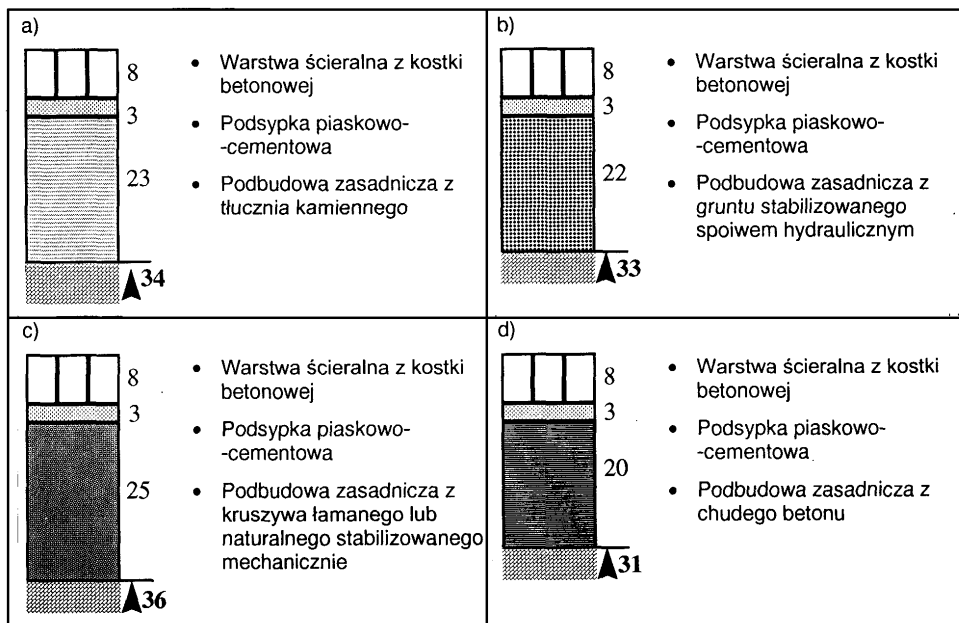 a)
8
3
23
34
• Warstwa ścieralna z kostki
betonowej
• Podsypka piaskowo-
-cementowa
• Podbudowa zasadnicza z
tłucznia kamiennego
b)
8
3
22
33
• Warstwa ścieralna z kostki
betonowej
• Podsypka piaskowo-
-cementowa
• Podbudowa zasadnicza z
gruntu stabilizowanego
spoiwem hydraulicznym
c)
8
3
25
36
• Warstwa ścieralna z kostki
betonowej
• Podsypka piaskowo-
-cementowa
• Podbudowa zasadnicza z
kruszywa łamanego lub
naturalnego stabilizowanego
mechanicznie
d)
8
3
20
31
• Warstwa ścieralna z kostki
betonowej
• Podsypka piaskowo-
-cementowa
• Podbudowa zasadnicza z
chudego betonu